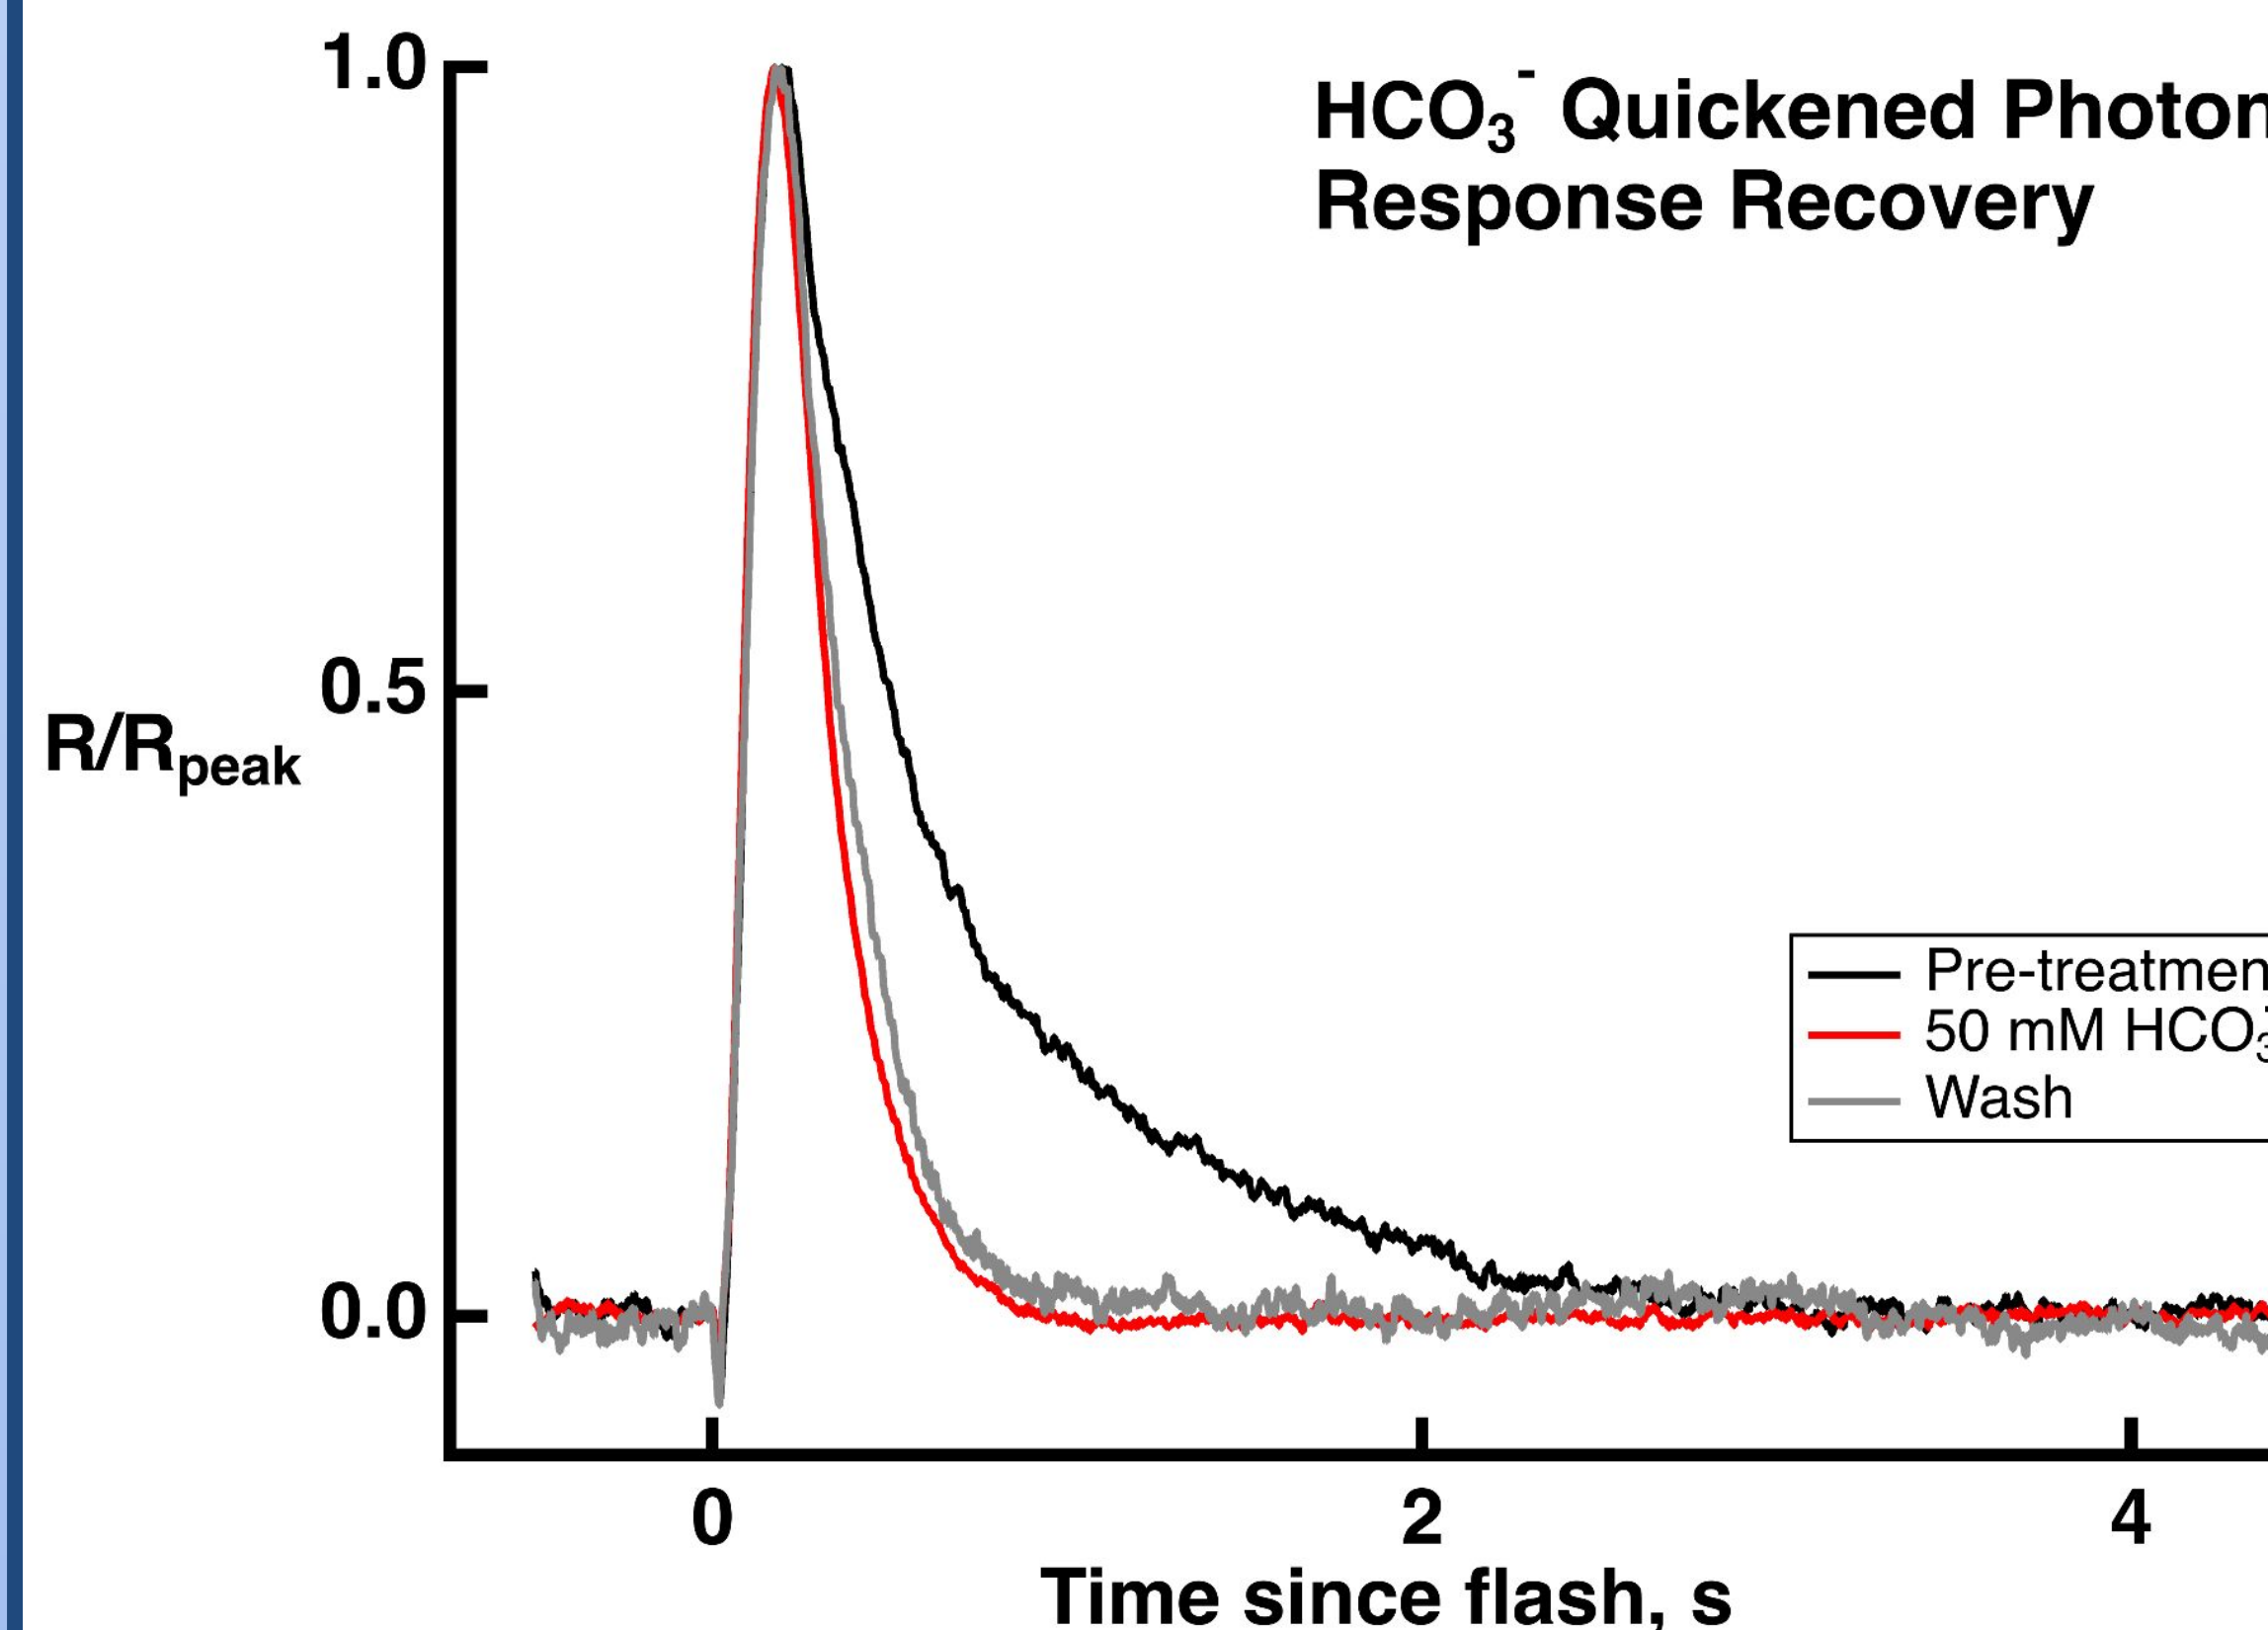 HCO3- Quickened Photon
Response Recovery
1.0
0.5
0.0
R/Rpeak
Pre-treatmen
50 mM HCO3-
Wash
0
2
4
Time since flash, s